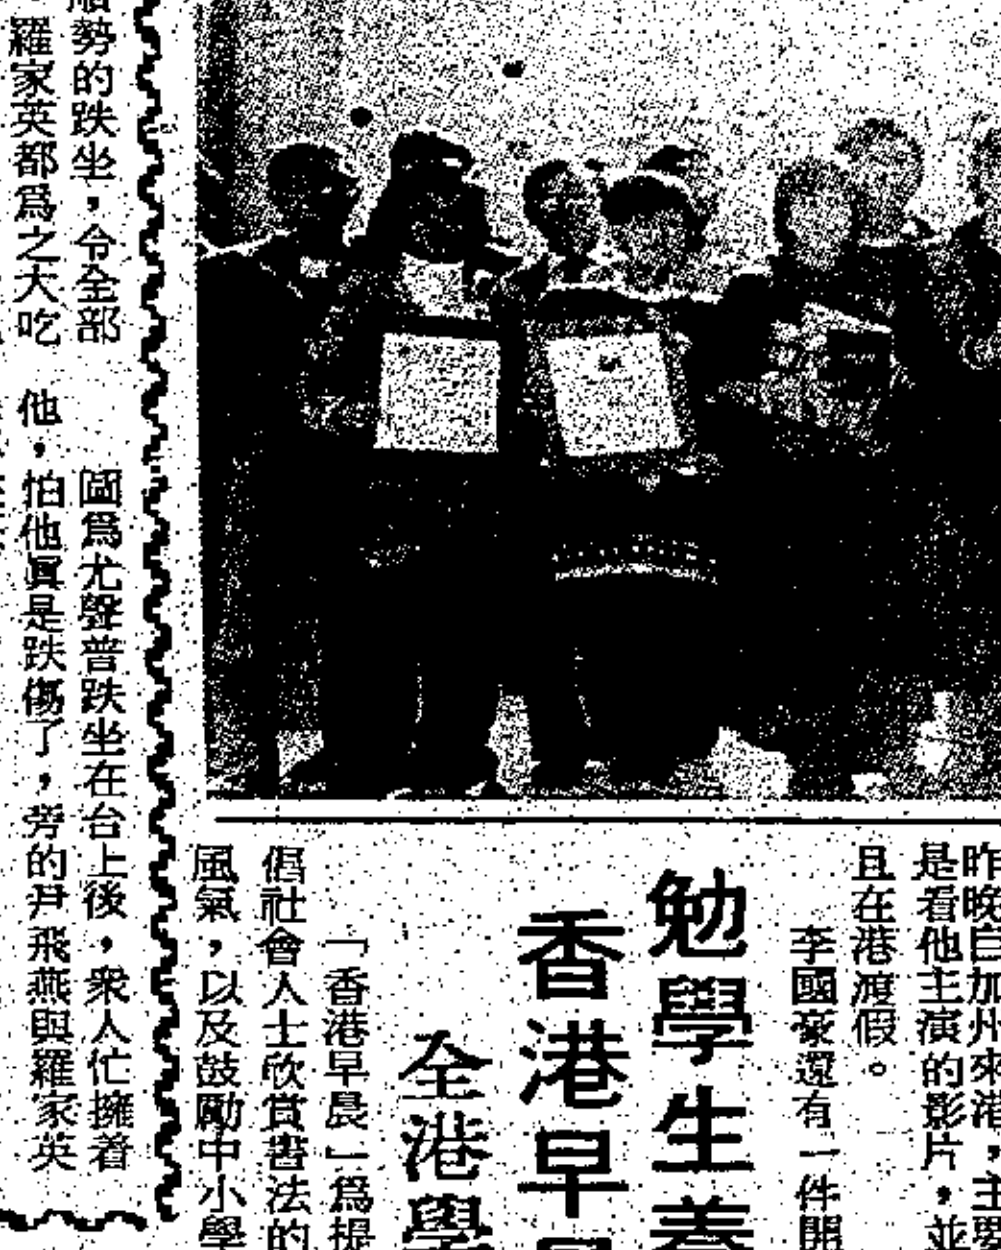 昨晚自加州來港，主要
是看他主演的影片，並
且在港渡假。
李國豪還有一件開
勉學生養
香港早
全港學
「香港早晨」爲提
倡社會人士欣賞書法的
風氣，以及鼓勵中小學
勢的跌坐，令全部
羅家英都爲之大吃
圖爲尤聲普跌坐在台上後，衆人忙擁着
他，怕他眞是跌傷了，旁的尹飛燕與羅家英